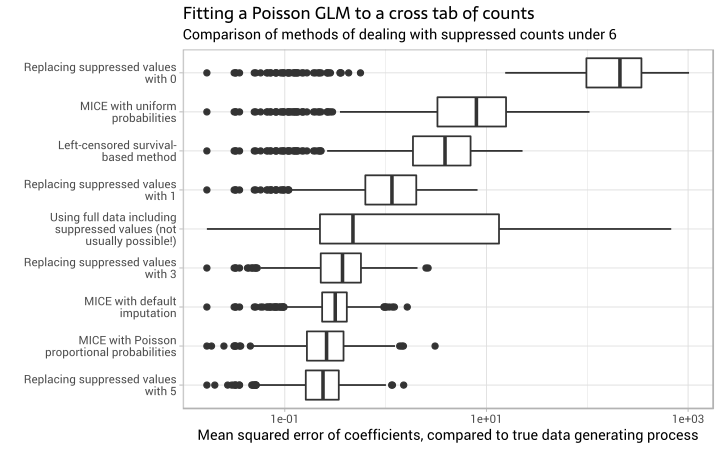 Fitting a Poisson GLM to a cross tab of counts
Comparison of methods of dealing with suppressed counts under 6
Replacing suppressed values
with 0
MICE with uniform
probabilities
Left-censored survival-
based method
Replacing suppressed values
with 1
Using full data including
suppressed values (not
usually possible!)
Replacing suppressed values
with 3
MICE with default
imputation
MICE with Poisson
proportional probabilities
Replacing suppressed values
with 5
1e-01
1e+01
1e+03
Mean squared error of coefficients, compared to true data generating process